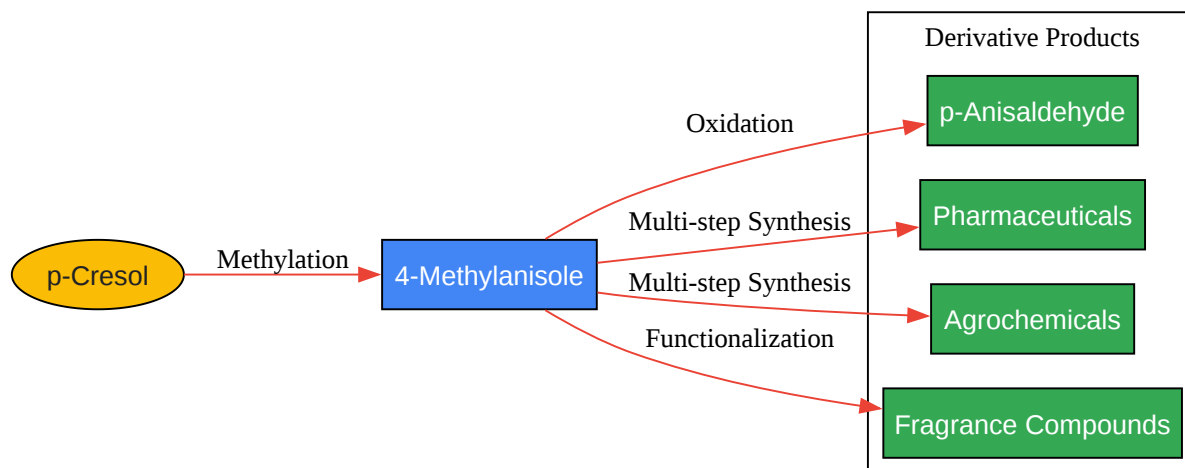 Derivative Products
p-Anisaldehyde
Oxidation
Pharmaceuticals
Multi-step Synthesis
p-Cresol
Methylation
4-Methylanisole
Multi-step Synthesis
Agrochemicals
Functionalization
Fragrance Compounds